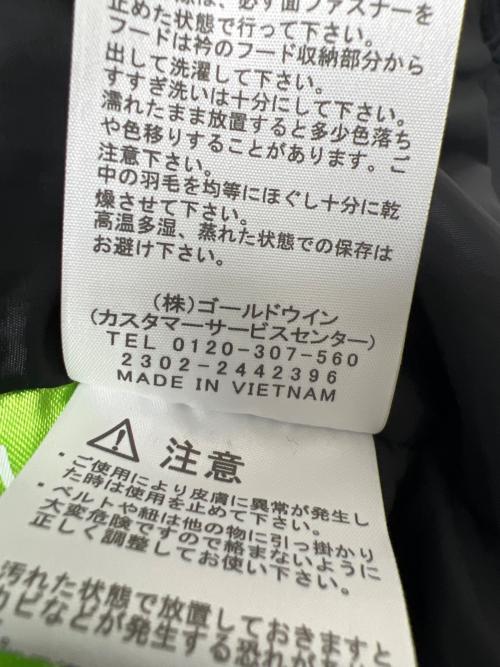 際は、必ず面ファスナーを
止めた状態で行って下さい。
フードは衿のフード収納部分から
出して洗濯して下さい。
すすぎ洗いは十分にして下さい。
濡れたまま放置すると多少色落ち
や色移りすることがあります。ご
注意下さい。
中の羽毛を均等にほぐし十分に乾
燥させて下さい。
高温多湿、蒸れた状態での保存は
お避け下さい。
(株)ゴールドウイン
(カスタマーサービスセンター)
TEL 0120-307-560
2302-2442396
MADE IN VIETNAM
注意
・ご使用により皮膚に異常が発生し
た時は使用を止めて下さい。
・ベルトや紐は他の物に引っ掛かり
大変危険ですので絡まないように
正しく調整してお使い下さい。
汚れた状態で放置しておきますと
カビなどが発生する恐れがあ